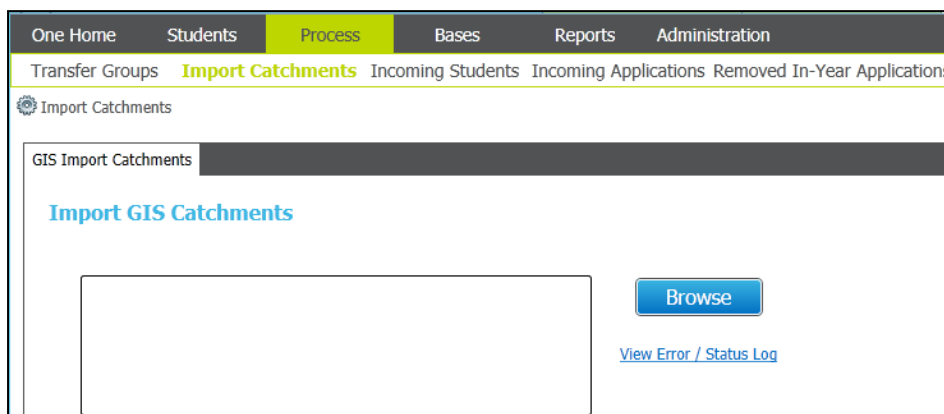 One Home Students Process Bases Reports Administration
Transfer Groups Import Catchments Incoming Students Incoming Applications Removed In-Year Applications
Import Catchments
GIS Import Catchments
Import GIS Catchments
Browse
View Error / Status Log